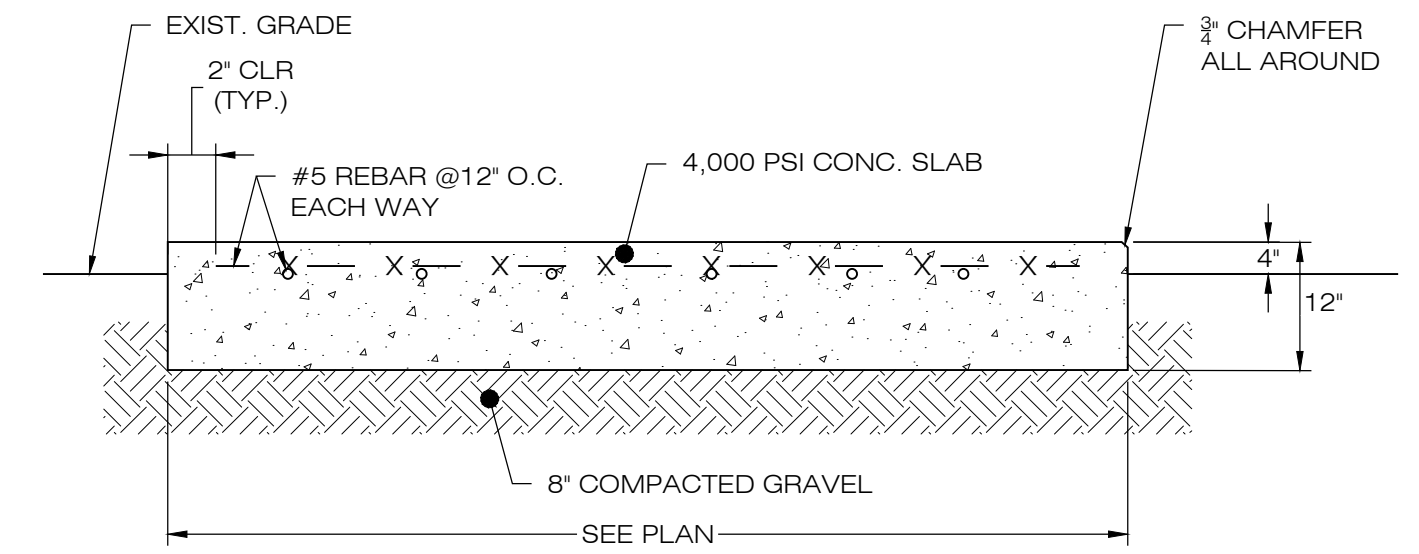 EXIST. GRADE
2" CLR
(TYP.)
#5 REBAR @12" O.C.
EACH WAY
4,000 PSI CONC. SLAB
3/4" CHAMFER
ALL AROUND
X X X X X X X X
4"
12"
8" COMPACTED GRAVEL
SEE PLAN